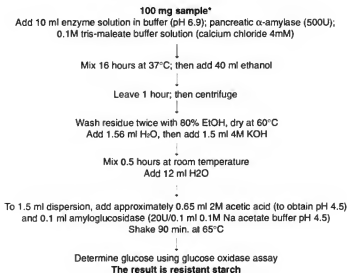 100 mg sample*
Add 10 ml enzyme solution in buffer (pH 6.9); pancreatic α-amylase (500U);
0.1M tris-maleate buffer solution (calcium chloride 4mM)
Mix 16 hours at 37°C; then add 40 ml ethanol
Leave 1 hour; then centrifuge
Wash residue twice with 80% EtOH, dry at 60°C
Add 1.56 ml H₂O, then add 1.5 ml 4M KOH
Mix 0.5 hours at room temperature
Add 12 ml H2O
To 1.5 ml dispersion, add approximately 0.65 ml 2M acetic acid (to obtain pH 4.5)
and 0.1 ml amyloglucosidase (20U/0.1 ml 0.1M Na acetate buffer pH 4.5)
Shake 90 min. at 65°C
Determine glucose using glucose oxidase assay
The result is resistant starch